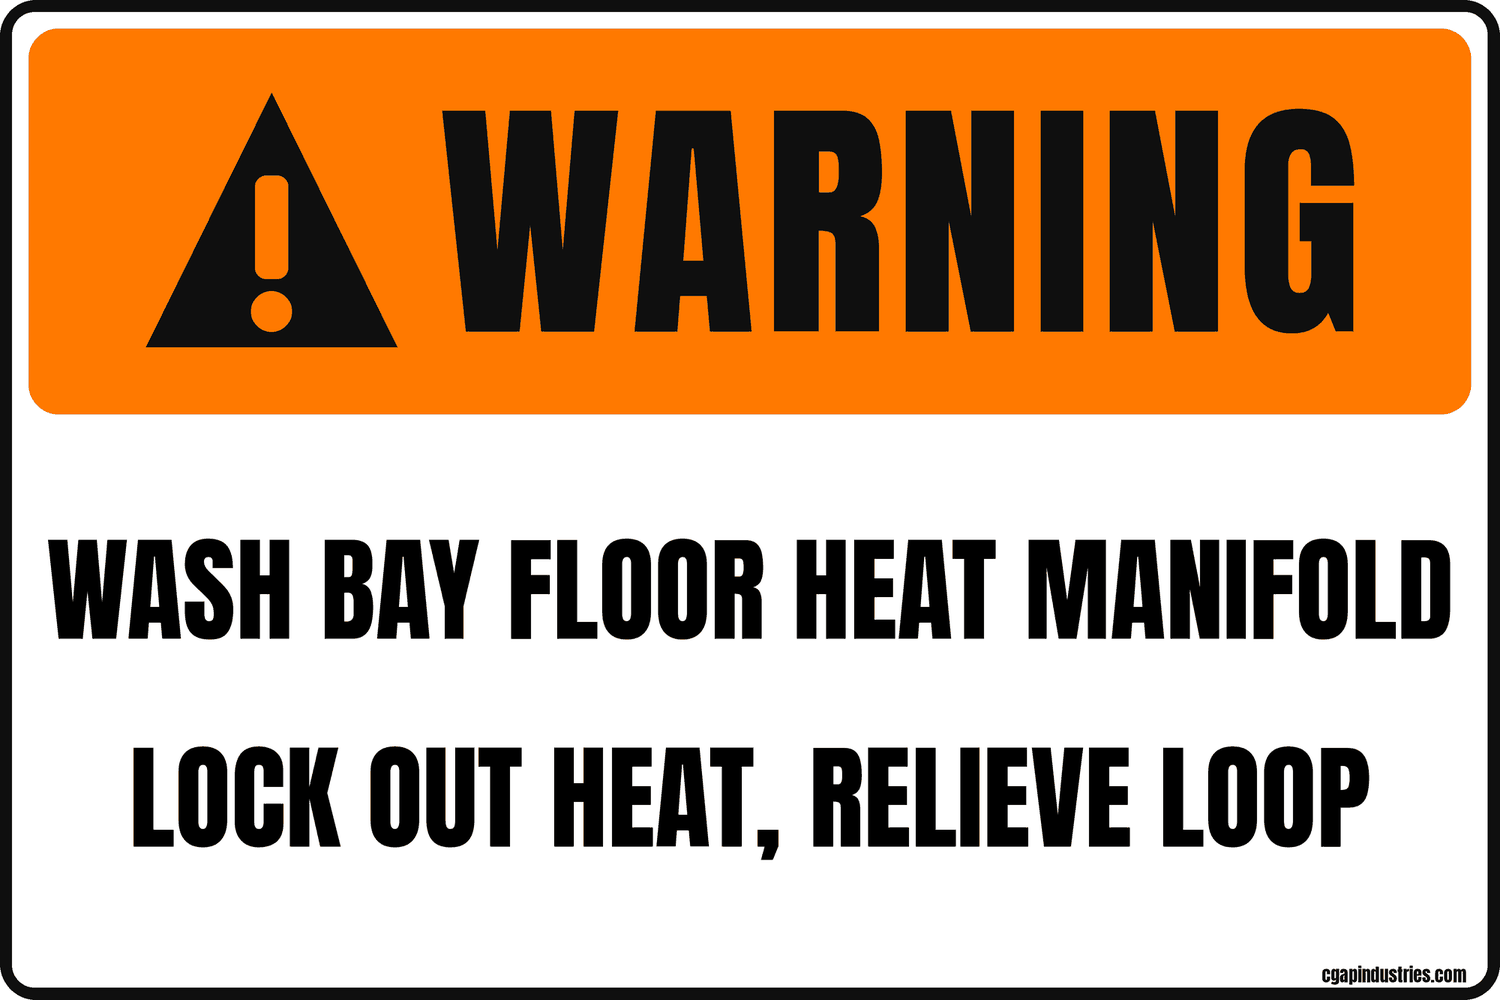 WARNING
WASH BAY FLOOR HEAT MANIFOLD
LOCK OUT HEAT, RELIEVE LOOP
cgapindustries.com